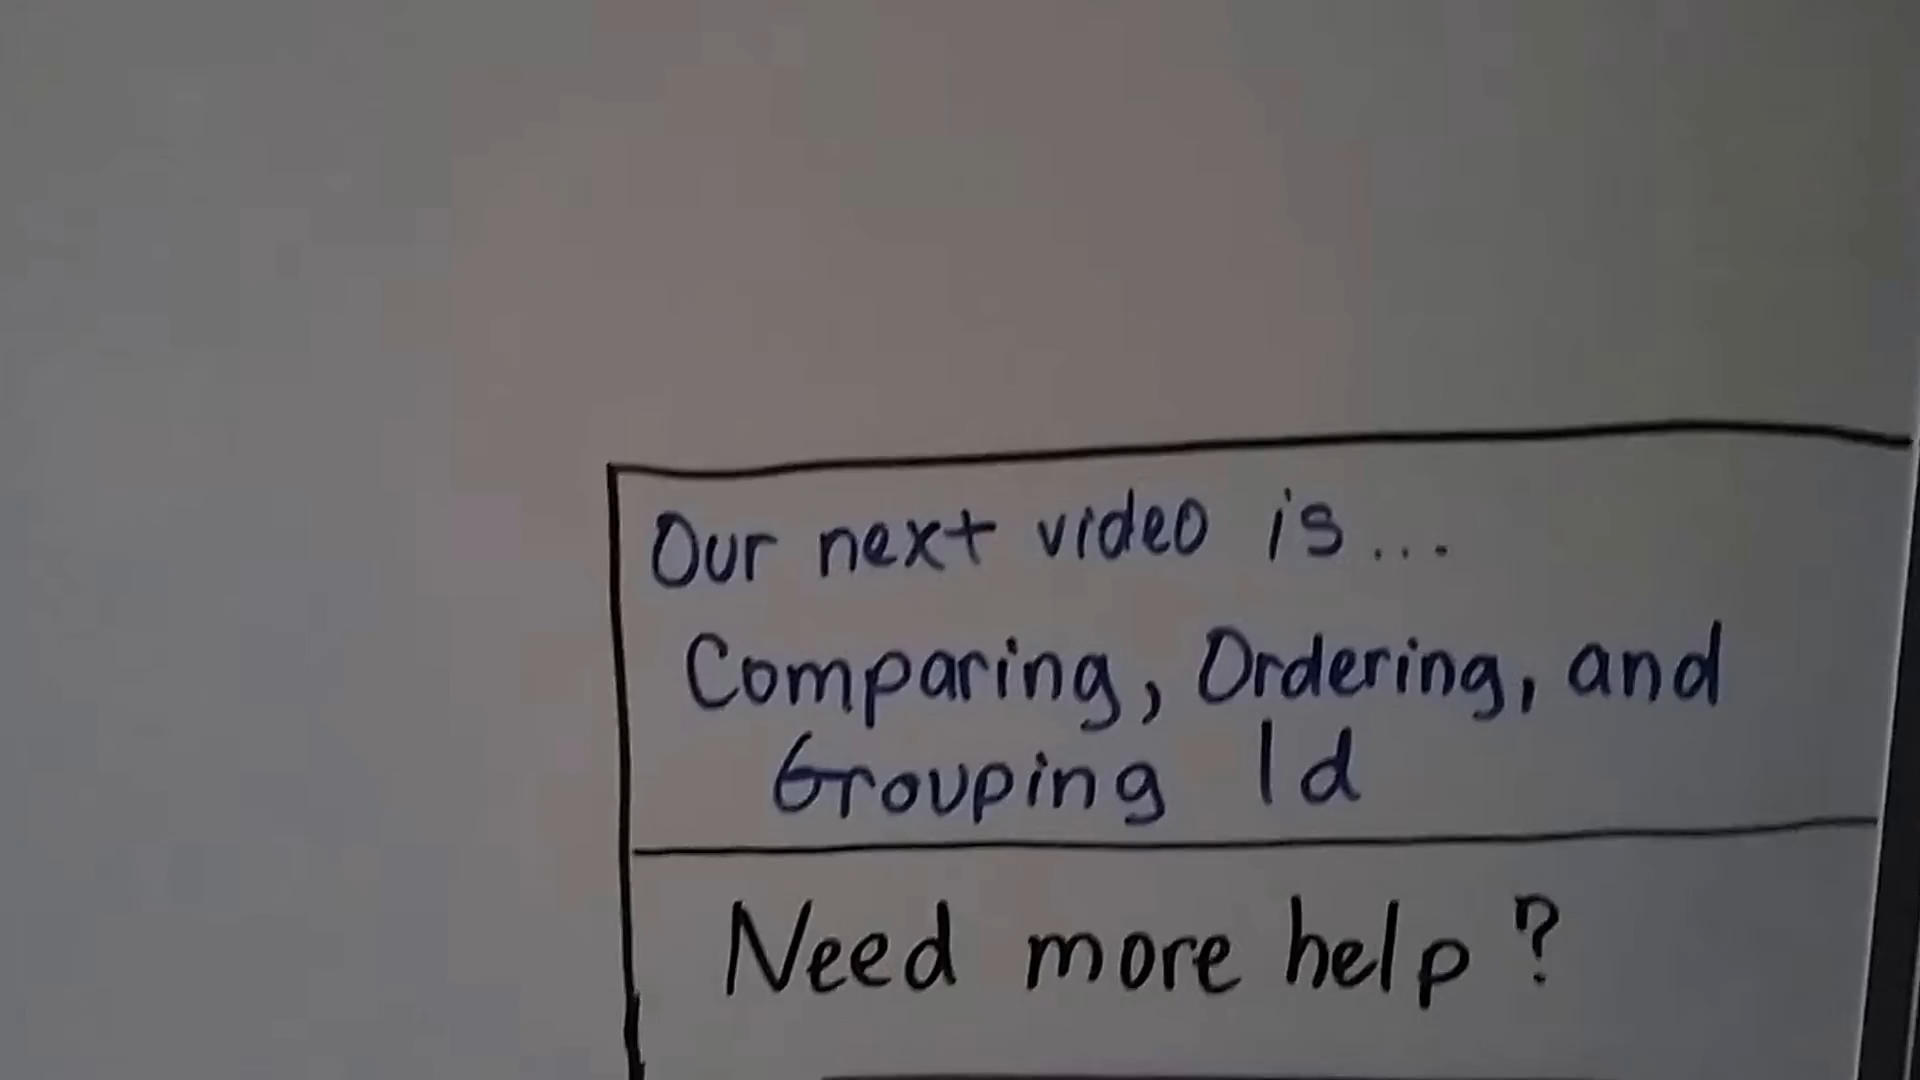 Our next video is...
Comparing, Ordering, and
Grouping 1d
Need more help?